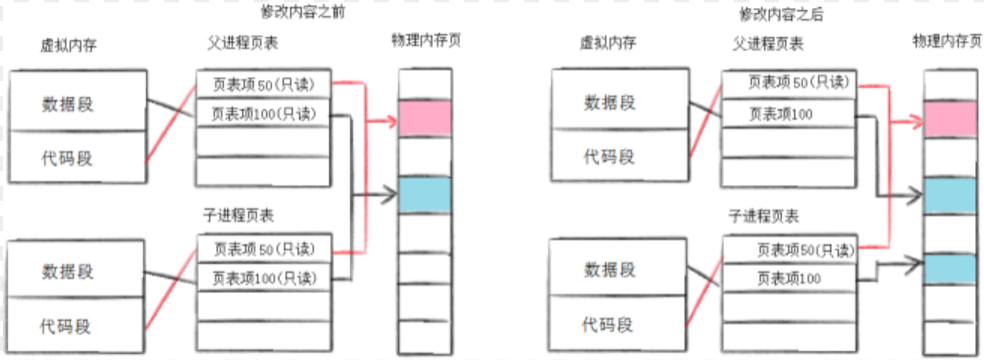 修改内容之前
虚拟内存
父进程页表
物理内存页
数据段
代码段
页表项50(只读)
页表项100(只读)
子进程页表
数据段
代码段
页表项50(只读)
页表项100(只读)
修改内容之后
虚拟内存
父进程页表
物理内存页
数据段
代码段
页表项50(只读)
页表项100
子进程页表
数据段
代码段
页表项50(只读)
页表项100